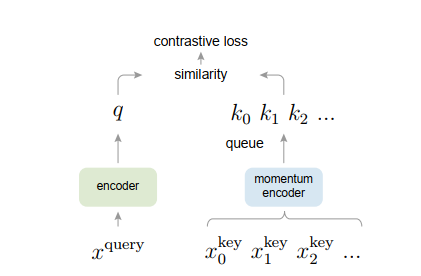 contrastive loss
similarity
q k₀ k₁ k₂ ...
queue
encoder
momentum
encoder
x^query x₀^key x₁^key x₂^key ...